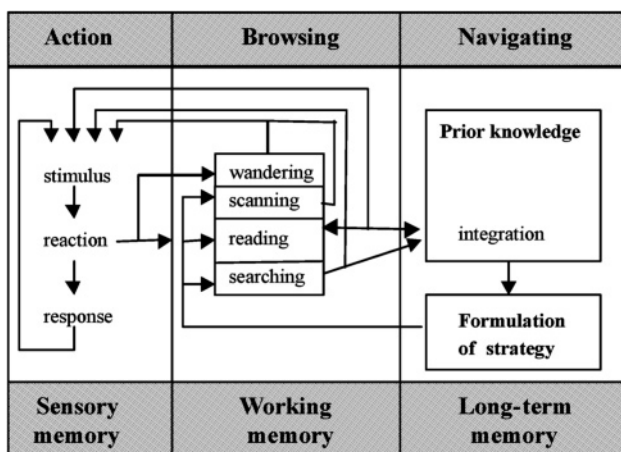 Action
Browsing
Navigating
stimulus
reaction
response
wandering
scanning
reading
searching
Prior knowledge
integration
Formulation
of strategy
Sensory
memory
Working
memory
Long-term
memory